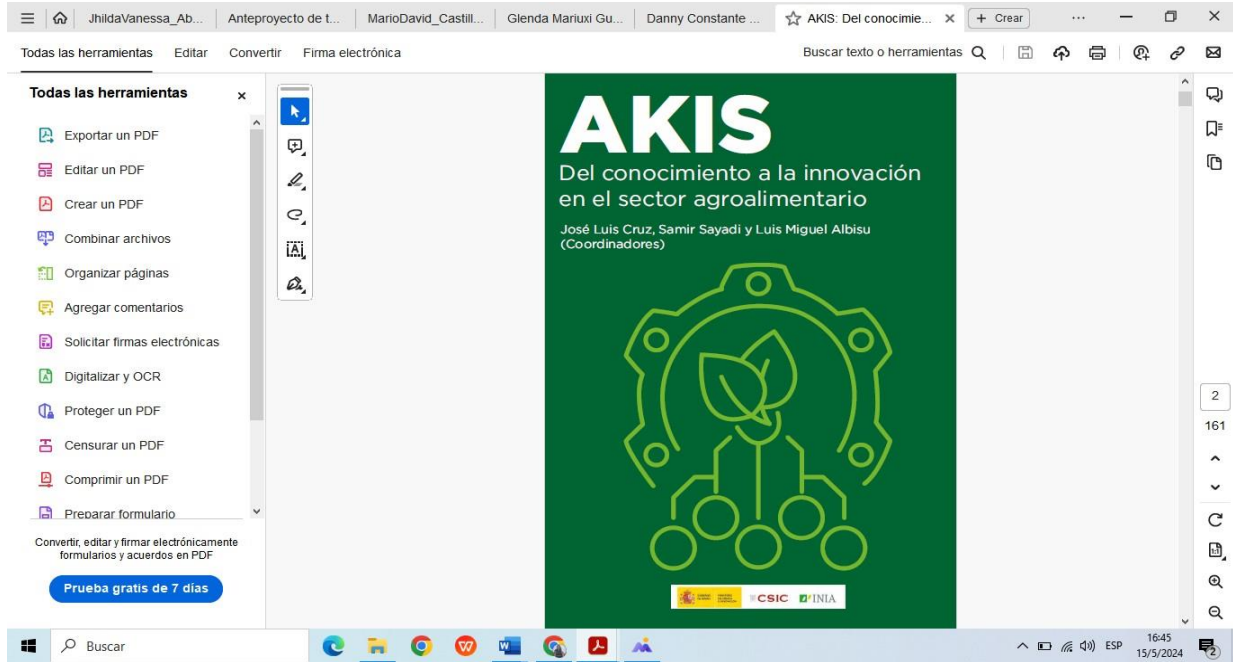 JhildaVanessa_Ab...
Anteproyecto de t...
MarioDavid_Castill...
Glenda Mariuxi Gu...
Danny Constante ...
AKIS: Del conocimie...
Crear
Todas las herramientas Editar Convertir Firma electrónica
Buscar texto o herramientas
Todas las herramientas
Exportar un PDF
Editar un PDF
Crear un PDF
Combinar archivos
Organizar páginas
Agregar comentarios
Solicitar firmas electrónicas
Digitalizar y OCR
Proteger un PDF
Censurar un PDF
Comprimir un PDF
Preparar formulario
Convertir, editar y firmar electrónicamente
formularios y acuerdos en PDF
Prueba gratis de 7 días
AKIS
Del conocimiento a la innovación
en el sector agroalimentario
José Luis Cruz, Samir Sayadi y Luis Miguel Albisu
(Coordinadores)
CSIC INIA
2
161
Buscar
ESP
16:45
15/5/2024
2